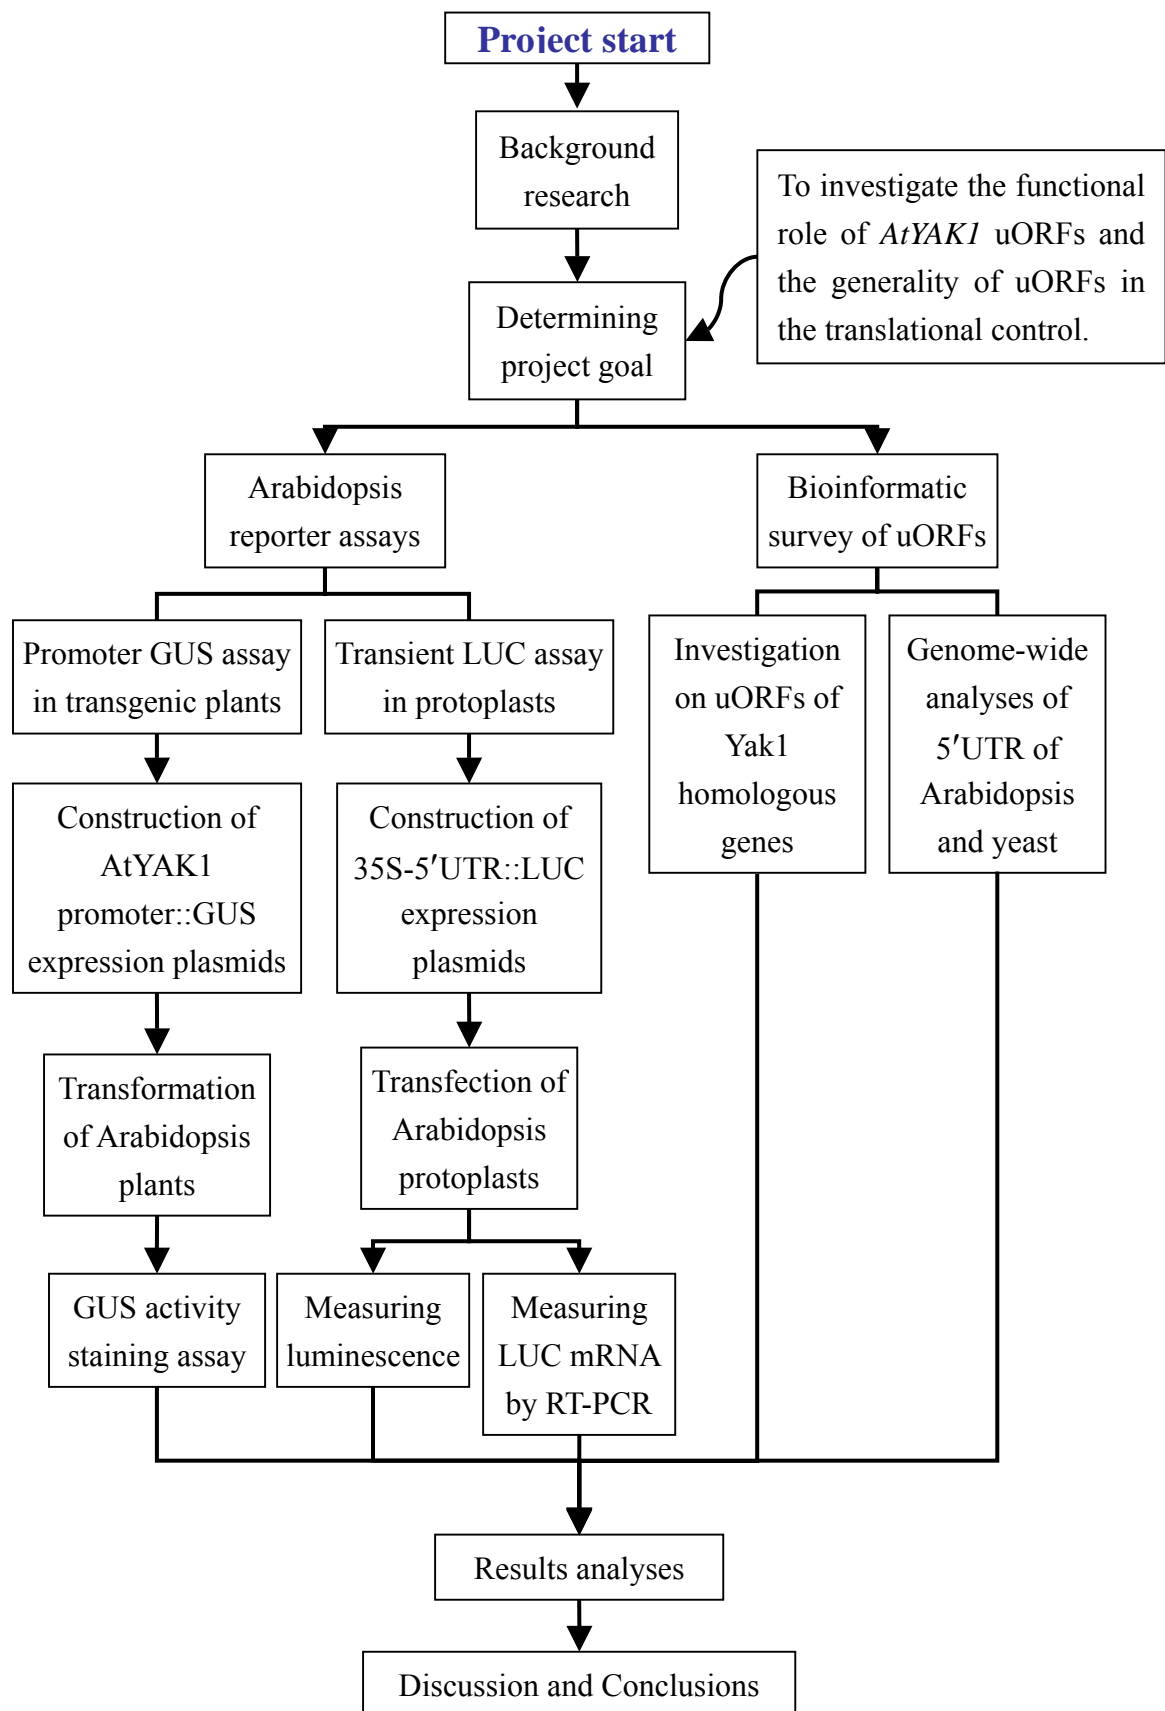 Project start
Background
research
To investigate the functional
role of AtYAK1 uORFs and
the generality of uORFs in
the translational control.
Determining
project goal
Arabidopsis
reporter assays
Bioinformatic
survey of uORFs
Promoter GUS assay
in transgenic plants
Transient LUC assay
in protoplasts
Investigation
on uORFs of
Yak1
homologous
genes
Genome-wide
analyses of
5′UTR of
Arabidopsis
and yeast
Construction of
AtYAK1
promoter::GUS
expression plasmids
Construction of
35S-5′UTR::LUC
expression
plasmids
Transformation
of Arabidopsis
plants
Transfection of
Arabidopsis
protoplasts
GUS activity
staining assay
Measuring
luminescence
Measuring
LUC mRNA
by RT-PCR
Results analyses
Discussion and Conclusions